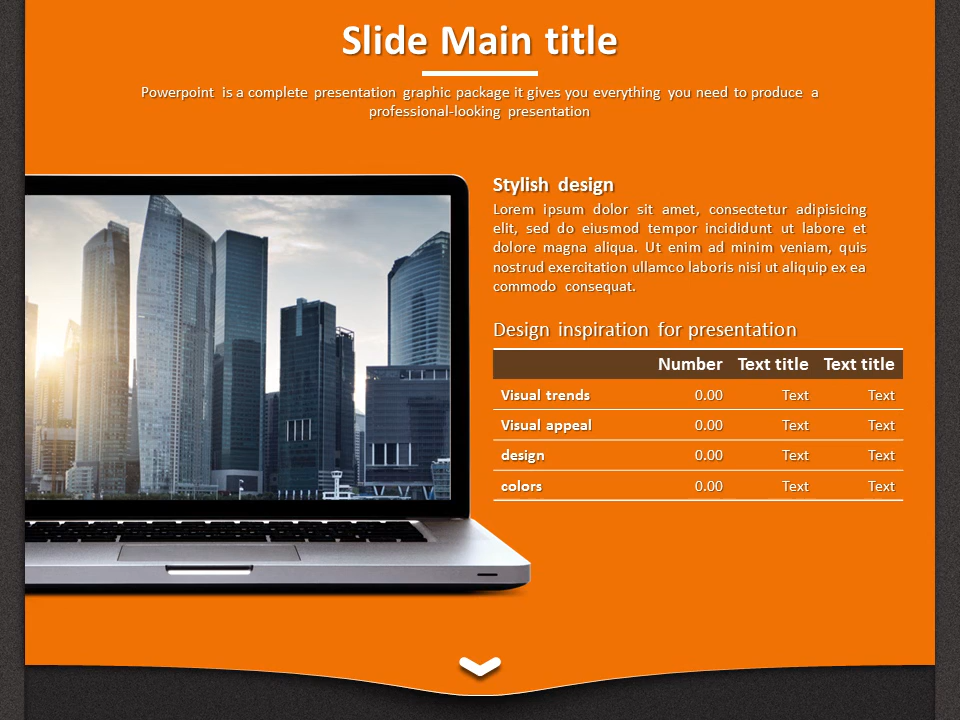 Slide Main title
Powerpoint is a complete presentation graphic package it gives you everything you need to produce a
professional-looking presentation
Stylish design
Lorem ipsum dolor sit amet, consectetur adipisicing
elit, sed do eiusmod tempor incididunt ut labore et
dolore magna aliqua. Ut enim ad minim veniam, quis
nostrud exercitation ullamco laboris nisi ut aliquip ex ea
commodo consequat.
Design inspiration for presentation
Number Text title Text title
Visual trends 0.00 Text Text
Visual appeal 0.00 Text Text
design 0.00 Text Text
colors 0.00 Text Text